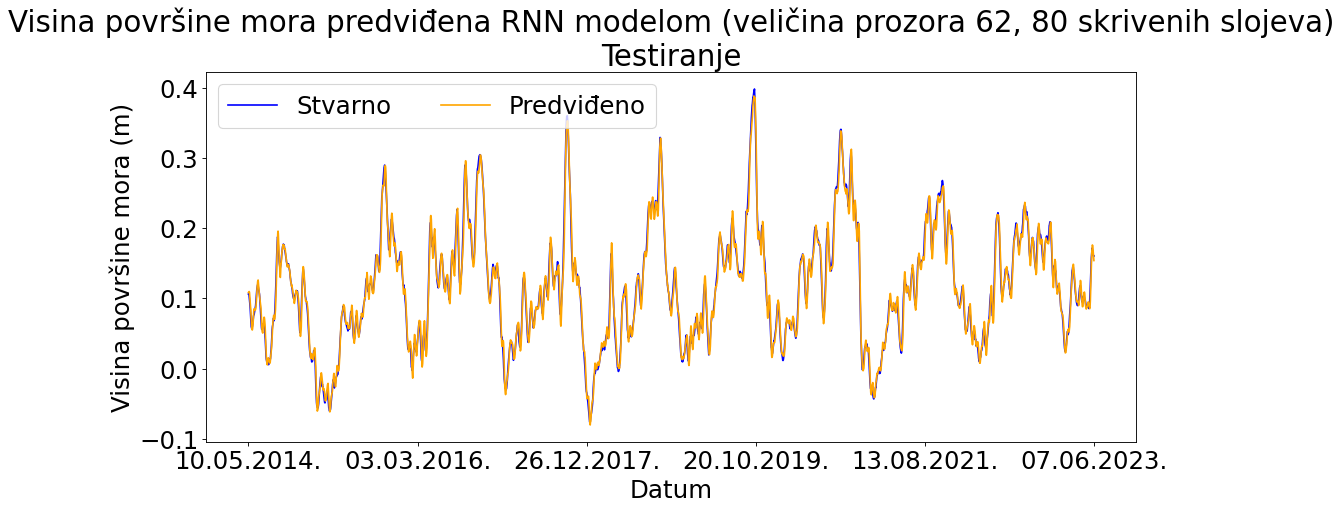 Visina površine mora predviđena RNN modelom (veličina prozora 62, 80 skrivenih slojeva)
Testiranje
Stvarno Predviđeno
Visina površine mora (m)
0.4
0.3
0.2
0.1
0.0
−0.1
10.05.2014. 03.03.2016. 26.12.2017. 20.10.2019. 13.08.2021. 07.06.2023.
Datum